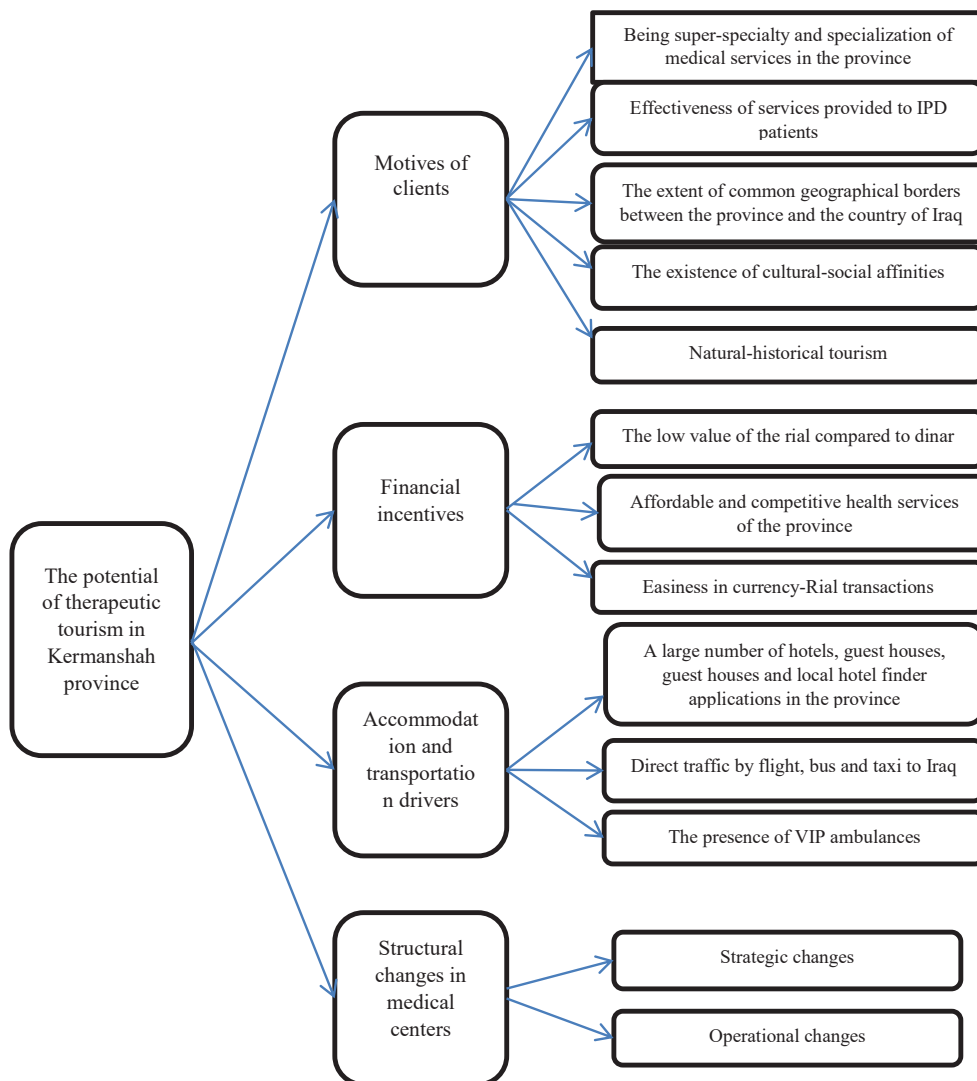 The potential
of therapeutic
tourism in
Kermanshah
province
Motives of
clients
Being super-specialty and specialization of
medical services in the province
Effectiveness of services provided to IPD
patients
The extent of common geographical borders
between the province and the country of Iraq
The existence of cultural-social affinities
Natural-historical tourism
Financial
incentives
The low value of the rial compared to dinar
Affordable and competitive health services
of the province
Easiness in currency-Rial transactions
Accommodat
ion and
transportatio
n drivers
A large number of hotels, guest houses,
guest houses and local hotel finder
applications in the province
Direct traffic by flight, bus and taxi to Iraq
The presence of VIP ambulances
Structural
changes in
medical
centers
Strategic changes
Operational changes